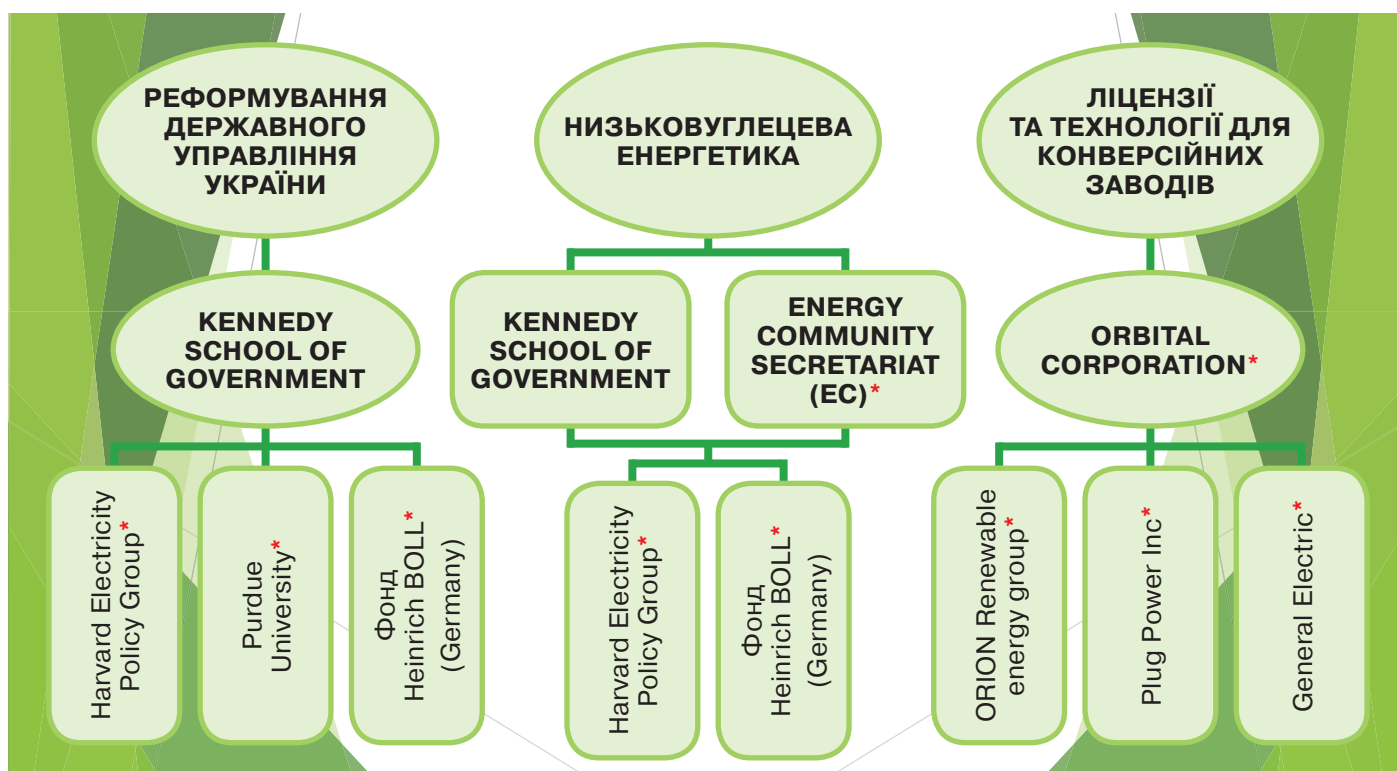 РЕФОРМУВАННЯ
ДЕРЖАВНОГО
УПРАВЛІННЯ
УКРАЇНИ
НИЗЬКОВУГЛЕЦЕВА
ЕНЕРГЕТИКА
ЛІЦЕНЗІЇ
ТА ТЕХНОЛОГІЇ ДЛЯ
КОНВЕРСІЙНИХ
ЗАВОДІВ
KENNEDY
SCHOOL OF
GOVERNMENT
KENNEDY
SCHOOL OF
GOVERNMENT
ENERGY
COMMUNITY
SECRETARIAT
(EC)*
ORBITAL
CORPORATION*
Harvard Electricity
Policy Group*
Purdue
University*
Фонд
Heinrich BOLL*
(Germany)
Harvard Electricity
Policy Group*
Фонд
Heinrich BOLL*
(Germany)
ORION Renewable
energy group*
Plug Power Inc*
General Electric*